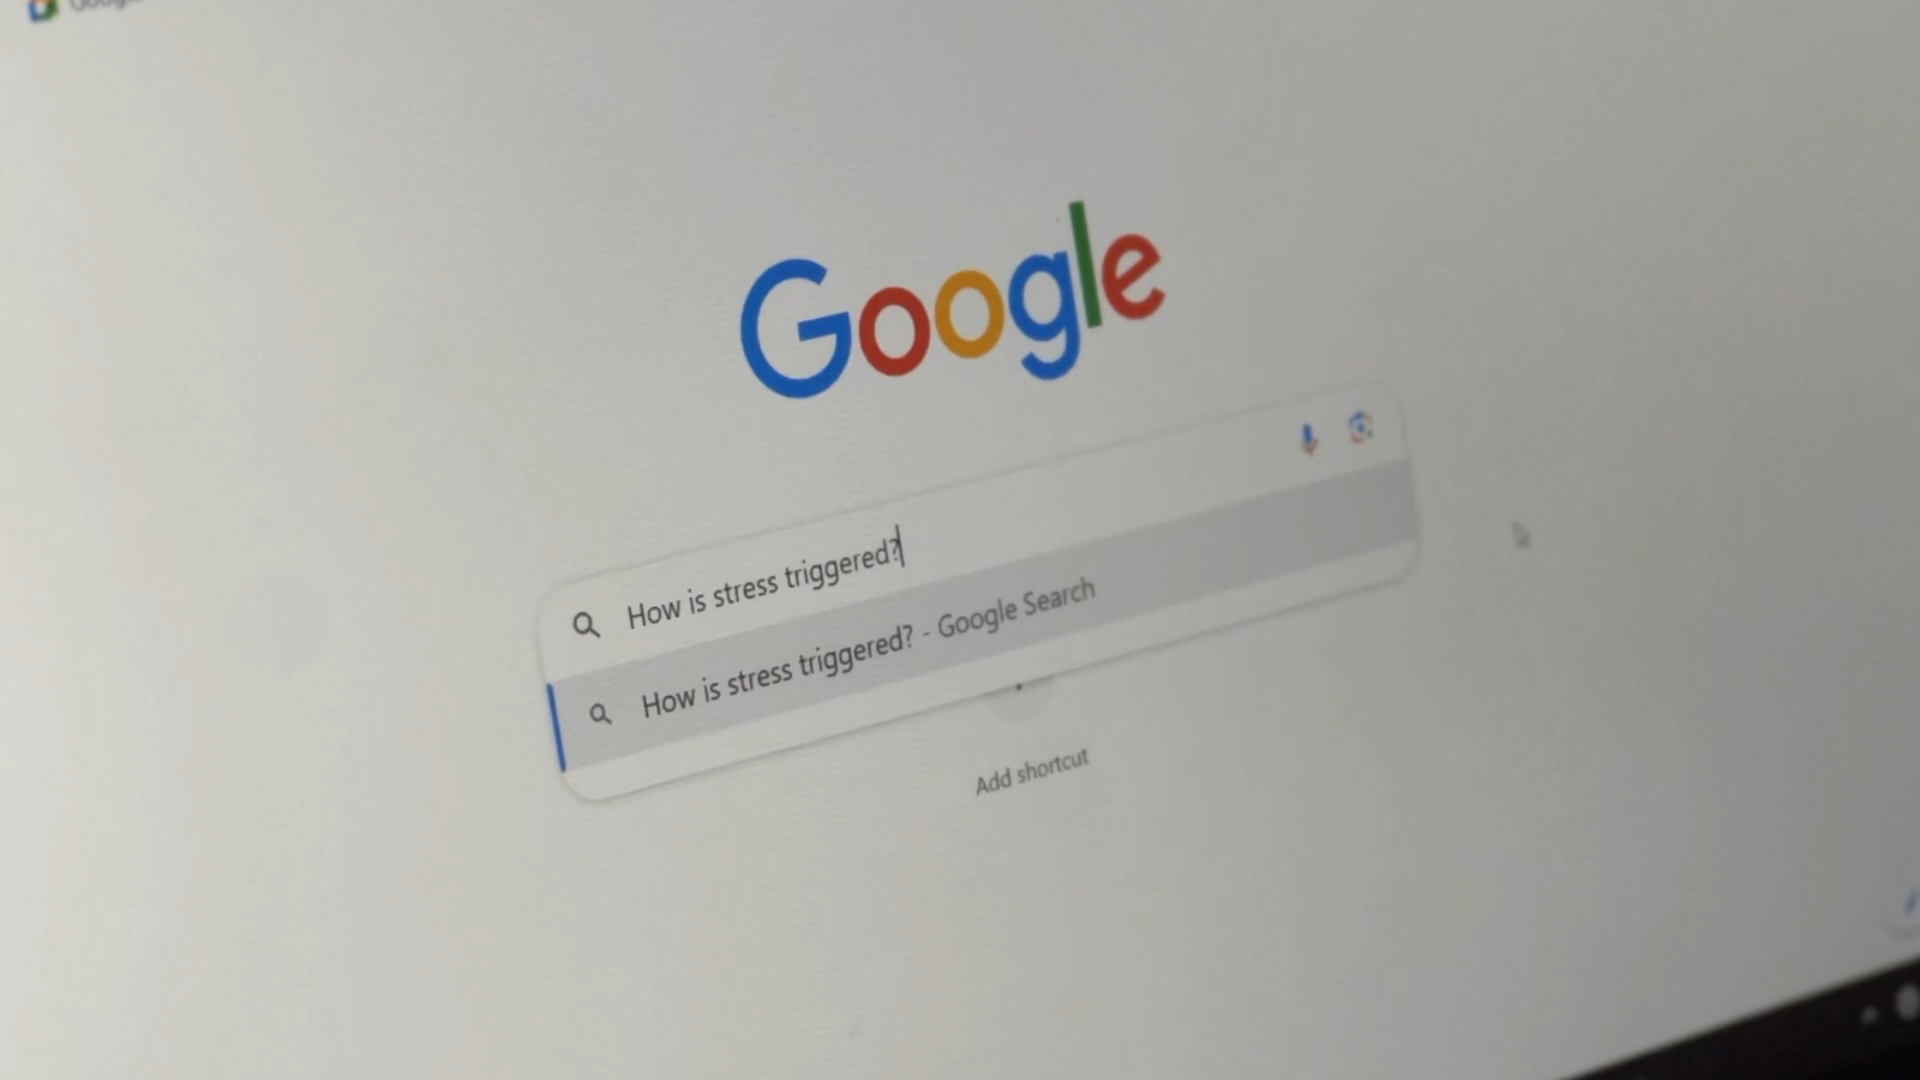 Google
How is stress triggered?
How is stress triggered? - Google Search
Add shortcut